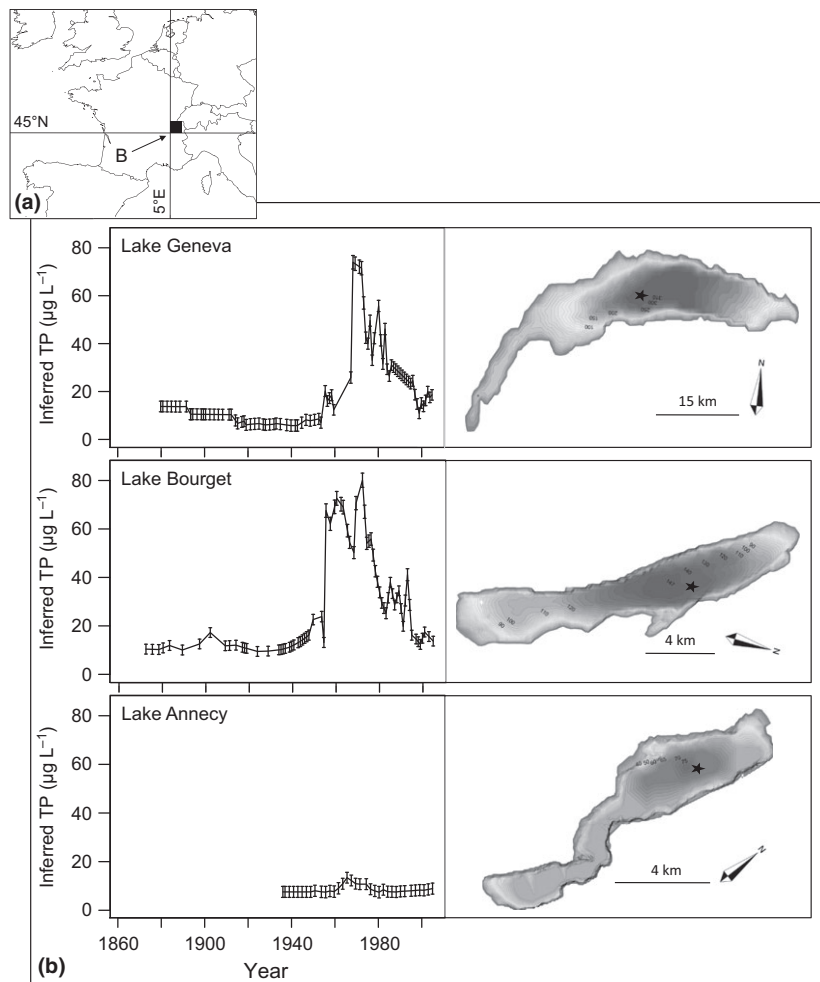 45°N
B
5°E
(a)
Lake Geneva
80
60
40
20
0
Inferred TP (µg L⁻¹)
N
15 km
Lake Bourget
80
60
40
20
0
Inferred TP (µg L⁻¹)
4 km
N
Lake Annecy
80
60
40
20
0
Inferred TP (µg L⁻¹)
4 km
N
1860
1900
1940
1980
Year
(b)